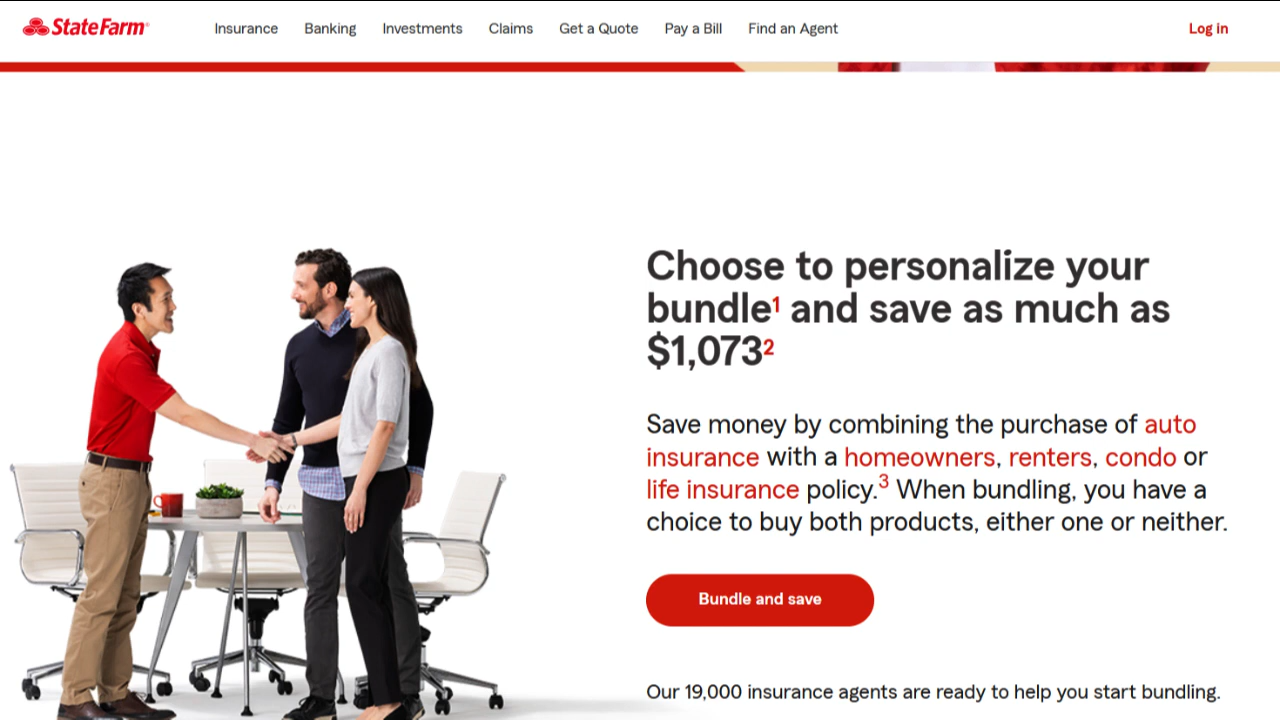 StateFarm®
Insurance Banking Investments Claims Get a Quote Pay a Bill Find an Agent Log in
Choose to personalize your
bundle1 and save as much as
$1,0732
Save money by combining the purchase of auto
insurance with a homeowners, renters, condo or
life insurance policy.3 When bundling, you have a
choice to buy both products, either one or neither.
Bundle and save
Our 19,000 insurance agents are ready to help you start bundling.